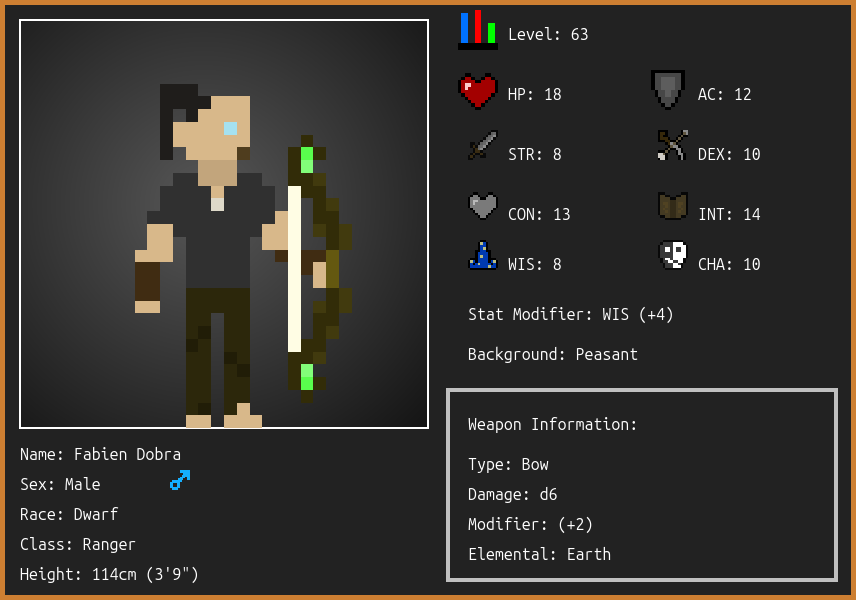 Level: 63
HP: 18
AC: 12
STR: 8
DEX: 10
CON: 13
INT: 14
WIS: 8
CHA: 10
Stat Modifier: WIS (+4)
Background: Peasant
Weapon Information:
Type: Bow
Damage: d6
Modifier: (+2)
Elemental: Earth
Name: Fabien Dobra
Sex: Male
Race: Dwarf
Class: Ranger
Height: 114cm (3'9")